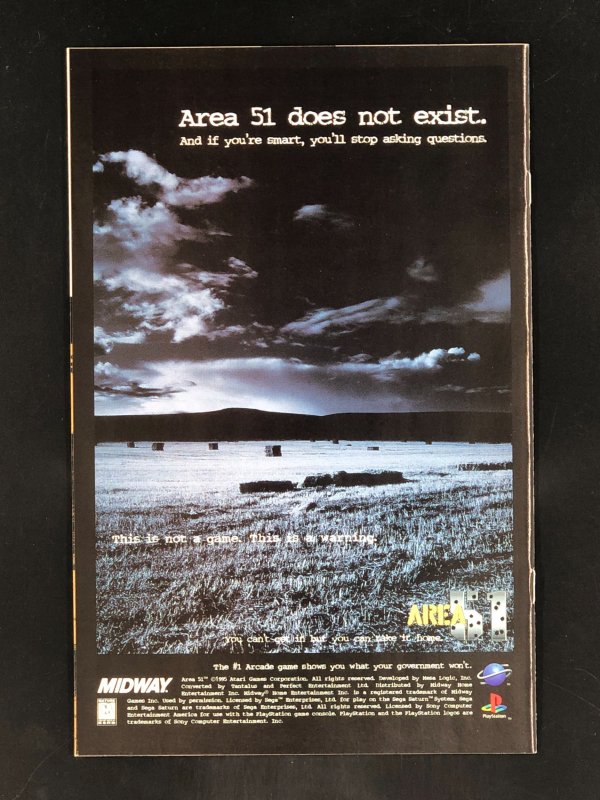 Area 51 does not exist.
And if you're smart, you'll stop asking questions.
This is not a game. This is a warning.
AREA 51
you can't get in but you can take it home.
The #1 Arcade game shows you what your government won't.
MIDWAY
Area 51™ ©1995 Atari Games Corporation. All rights reserved. Developed by Mesa Logic, Inc.
Converted by Tantalus and Perfect Entertainment Ltd. Distributed by Midway Home
Entertainment Inc. Midway® Home Entertainment Inc. is a registered trademark of Midway
Games Inc. Used by permission. Licensed by Sega™ Enterprises, Ltd. for play on the Sega™ Saturn System. Sega
and Sega Saturn are trademarks of Sega Enterprises, Ltd. All rights reserved. Licensed by Sony Computer
Entertainment America for use with the PlayStation game console. PlayStation and the PlayStation logos are
trademarks of Sony Computer Entertainment, Inc.
PlayStation